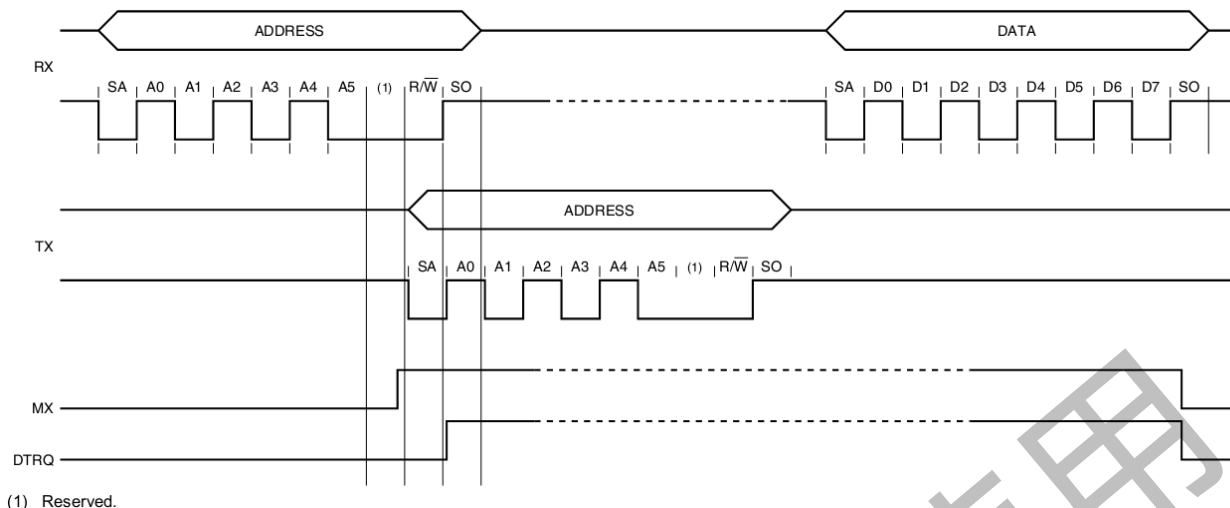 ADDRESS DATA
RX
SA A0 A1 A2 A3 A4 A5 (1) R/W̅ SO SA D0 D1 D2 D3 D4 D5 D6 D7 SO
ADDRESS
TX
SA A0 A1 A2 A3 A4 A5 (1) R/W̅ SO
MX
DTRQ
(1) Reserved.
用